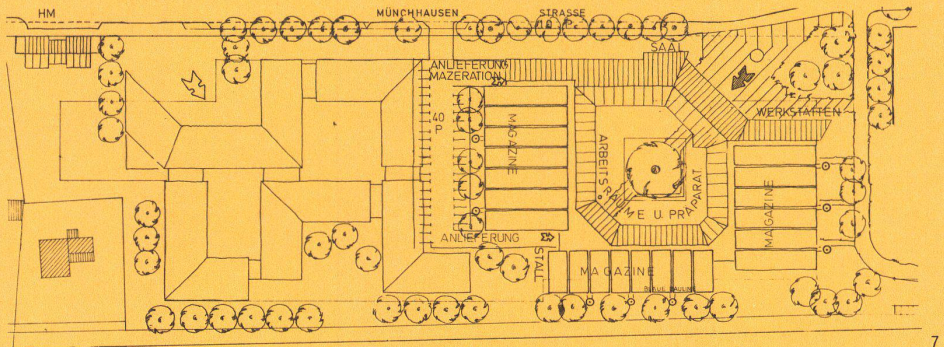 HM
MÜNCHHAUSEN STRASSE
10 P
SAAL
ANLIEFERUNG
MAZERATION
WERKSTÄTTEN
40
P
MAGAZINE
ARBEITSRÄUME U. PRÄPARAT
MAGAZINE
ANLIEFERUNG
STALL
MAGAZINE
7